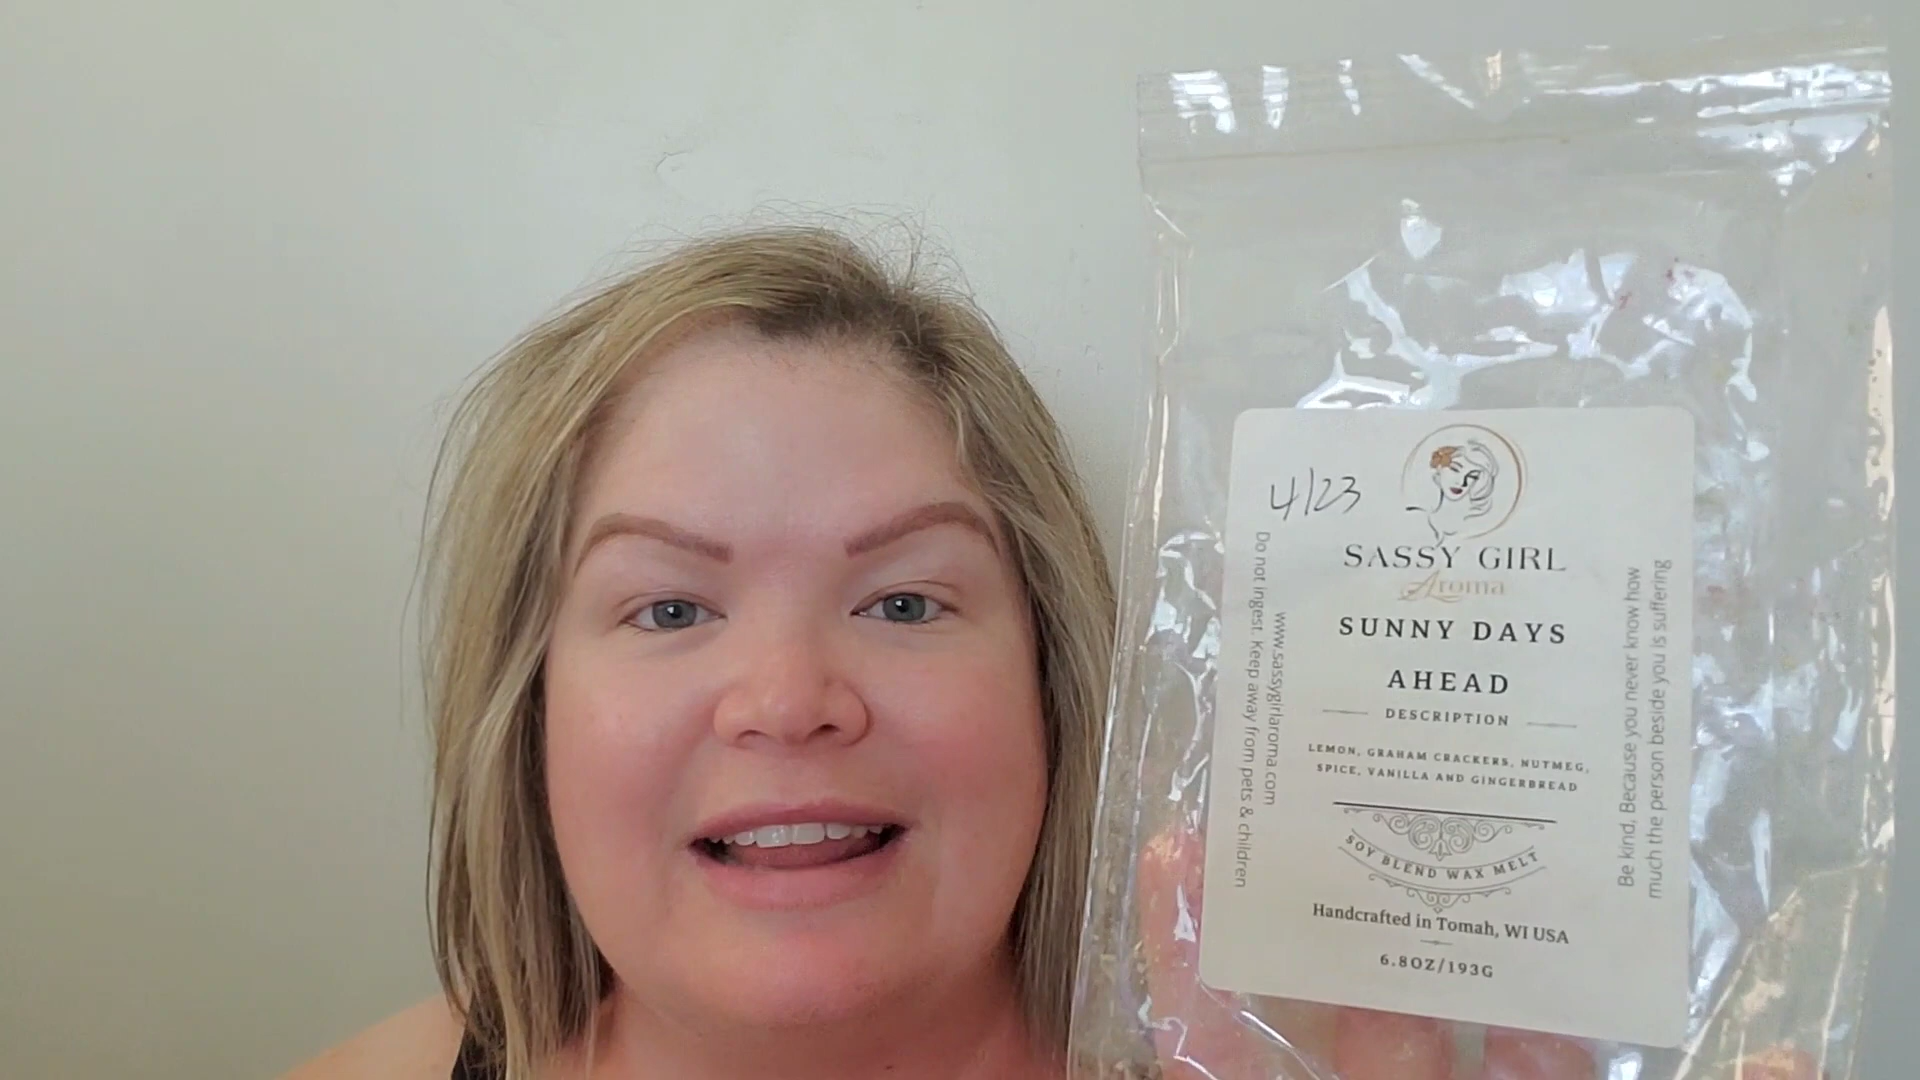 4/23
SASSY GIRL
Aroma
SUNNY DAYS
AHEAD
DESCRIPTION
LEMON, GRAHAM CRACKERS, NUTMEG,
SPICE, VANILLA AND GINGERBREAD
SOY BLEND WAX MELT
Handcrafted in Tomah, WI USA
6.8OZ/193G
www.sassygirlaroma.com
Do not ingest. Keep away from pets & children
Be kind. Because you never know how
much the person beside you is suffering